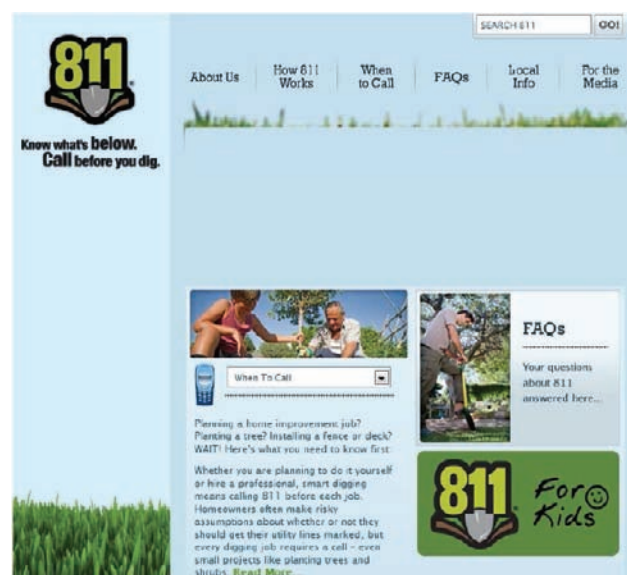 SEARCH 811 GO!
811
Know what's below.
Call before you dig.
About Us
How 811
Works
When
to Call
FAQs
Local
Info
For the
Media
When To Call
Planning a home improvement job?
Planting a tree? Installing a fence or deck?
WAIT! Here's what you need to know first:
Whether you are planning to do it yourself
or hire a professional, smart digging
means calling 811 before each job.
Homeowners often make risky
assumptions about whether or not they
should get their utility lines marked, but
every digging job requires a call – even
small projects like planting trees and
shrubs. Read More...
FAQs
Your questions
about 811
answered here...
811
For
Kids